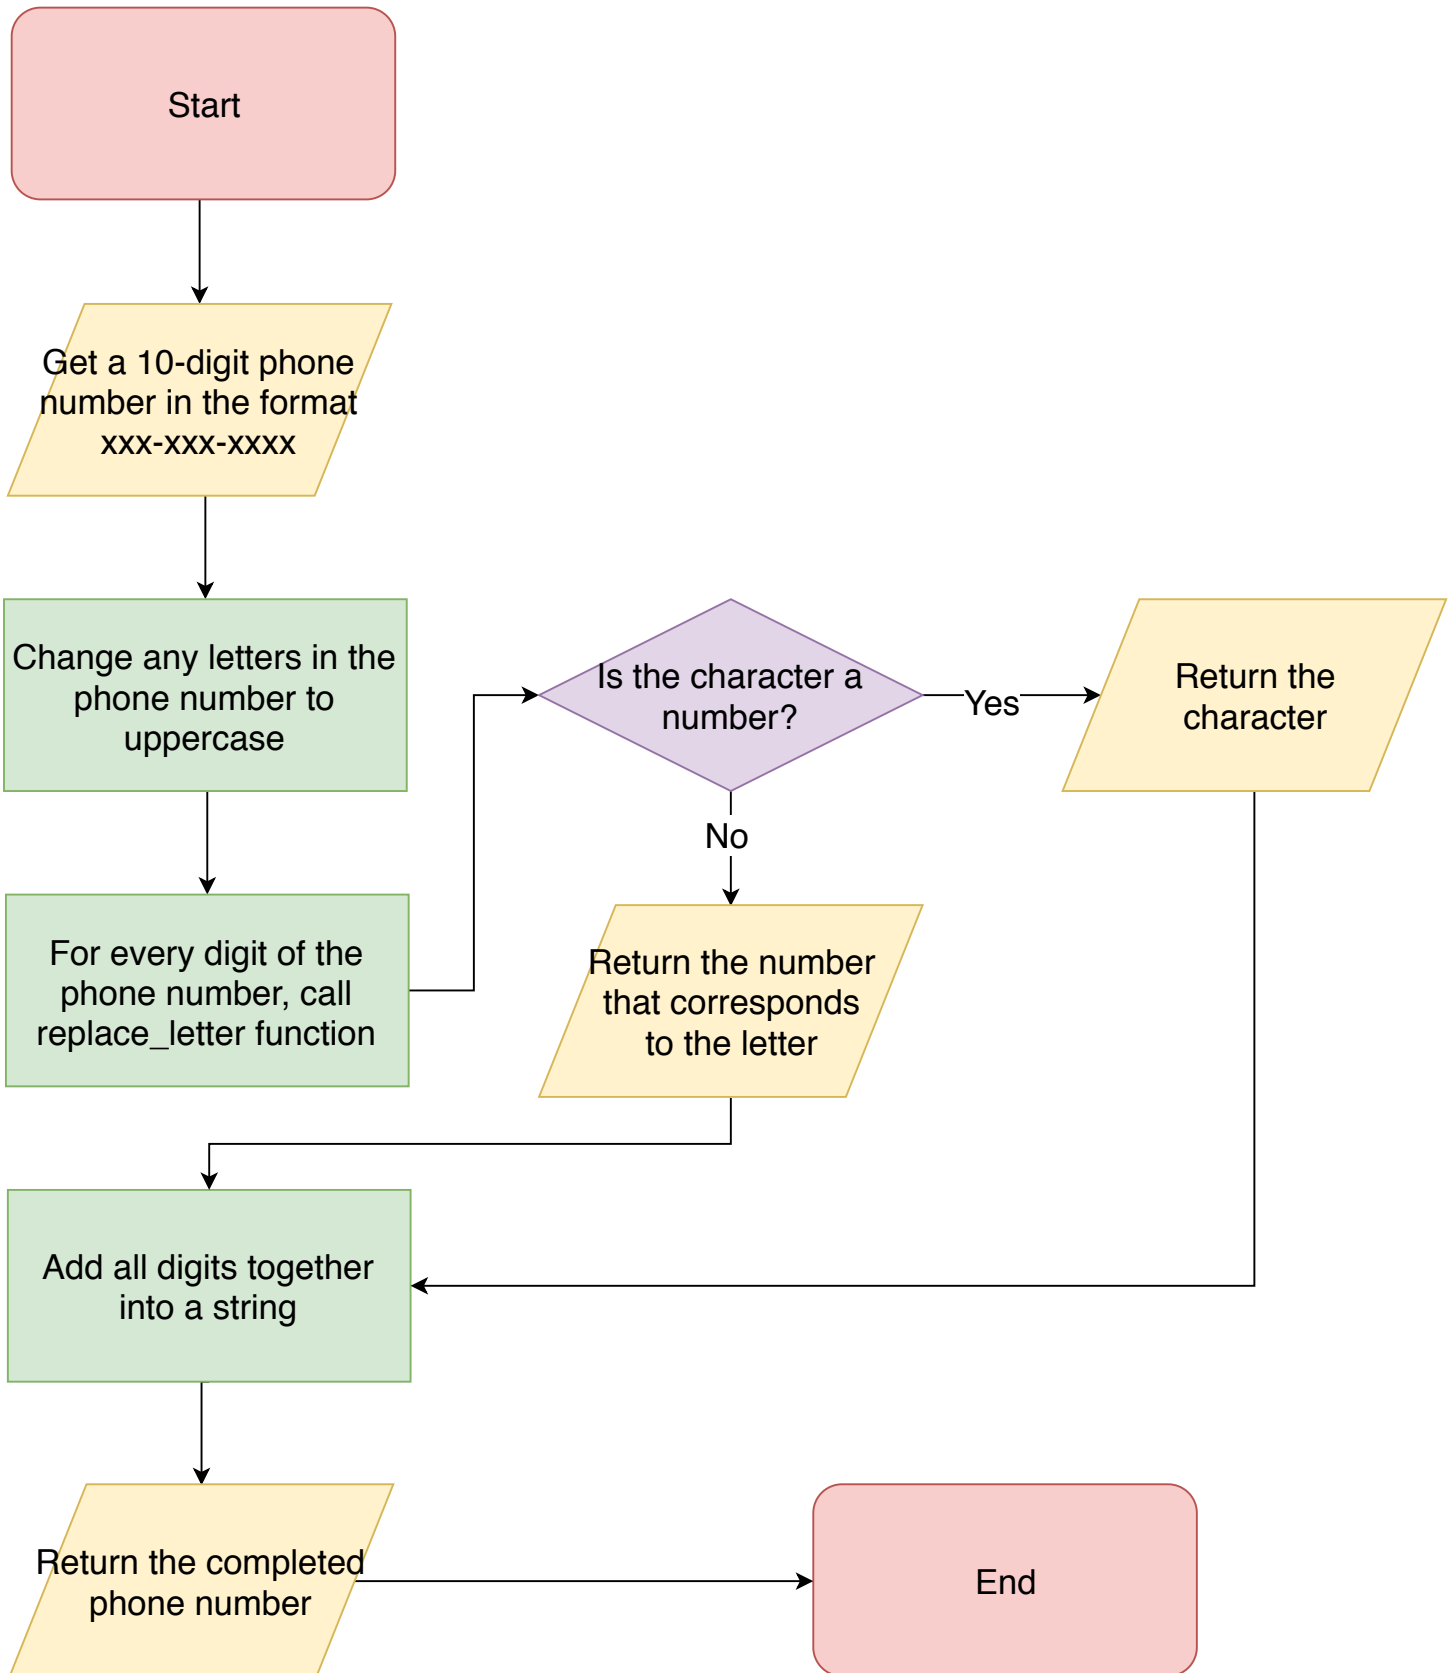 Start
Get a 10-digit phone
number in the format
xxx-xxx-xxxx
Change any letters in the
phone number to
uppercase
Is the character a
number?
Yes
Return the
character
No
For every digit of the
phone number, call
replace_letter function
Return the number
that corresponds
to the letter
Add all digits together
into a string
Return the completed
phone number
End